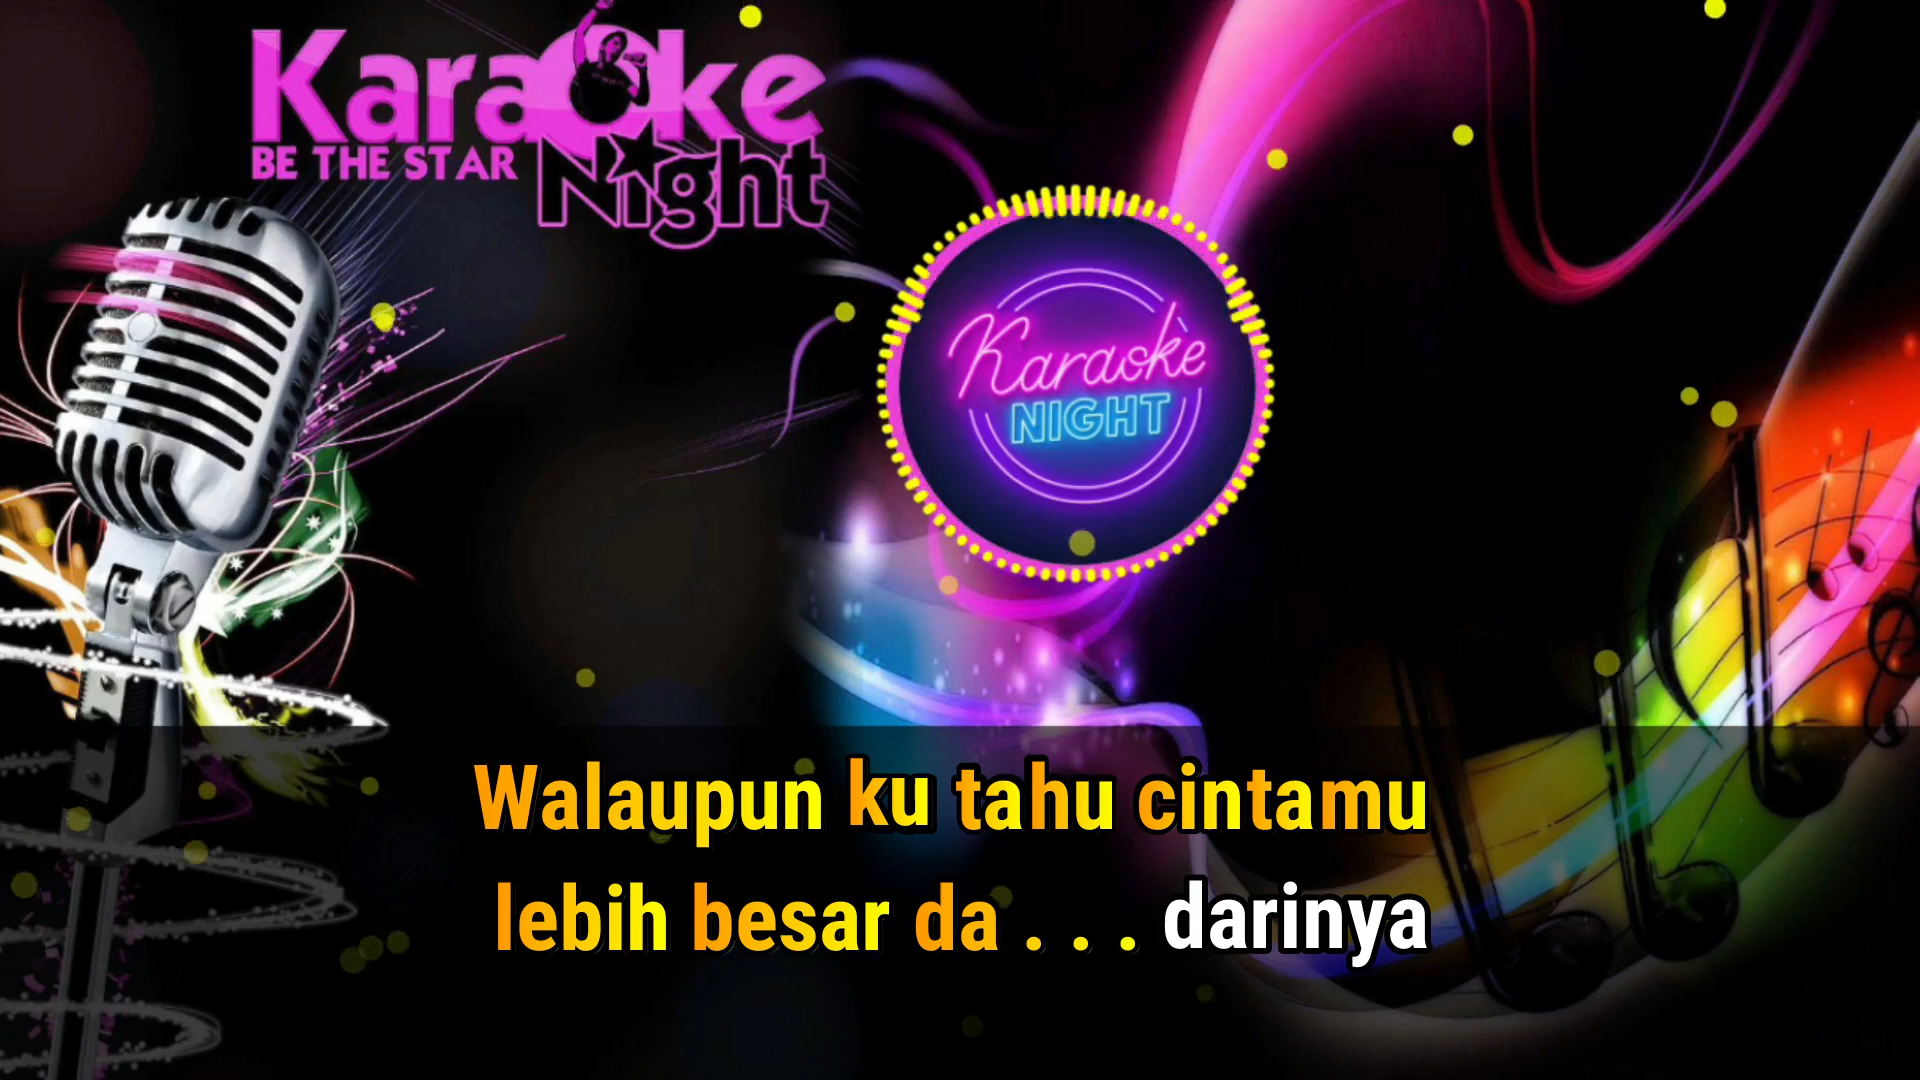 Karaoke
BE THE STAR Night
Karaoke
NIGHT
Walaupun ku tahu cintamu
lebih besar da . . . darinya